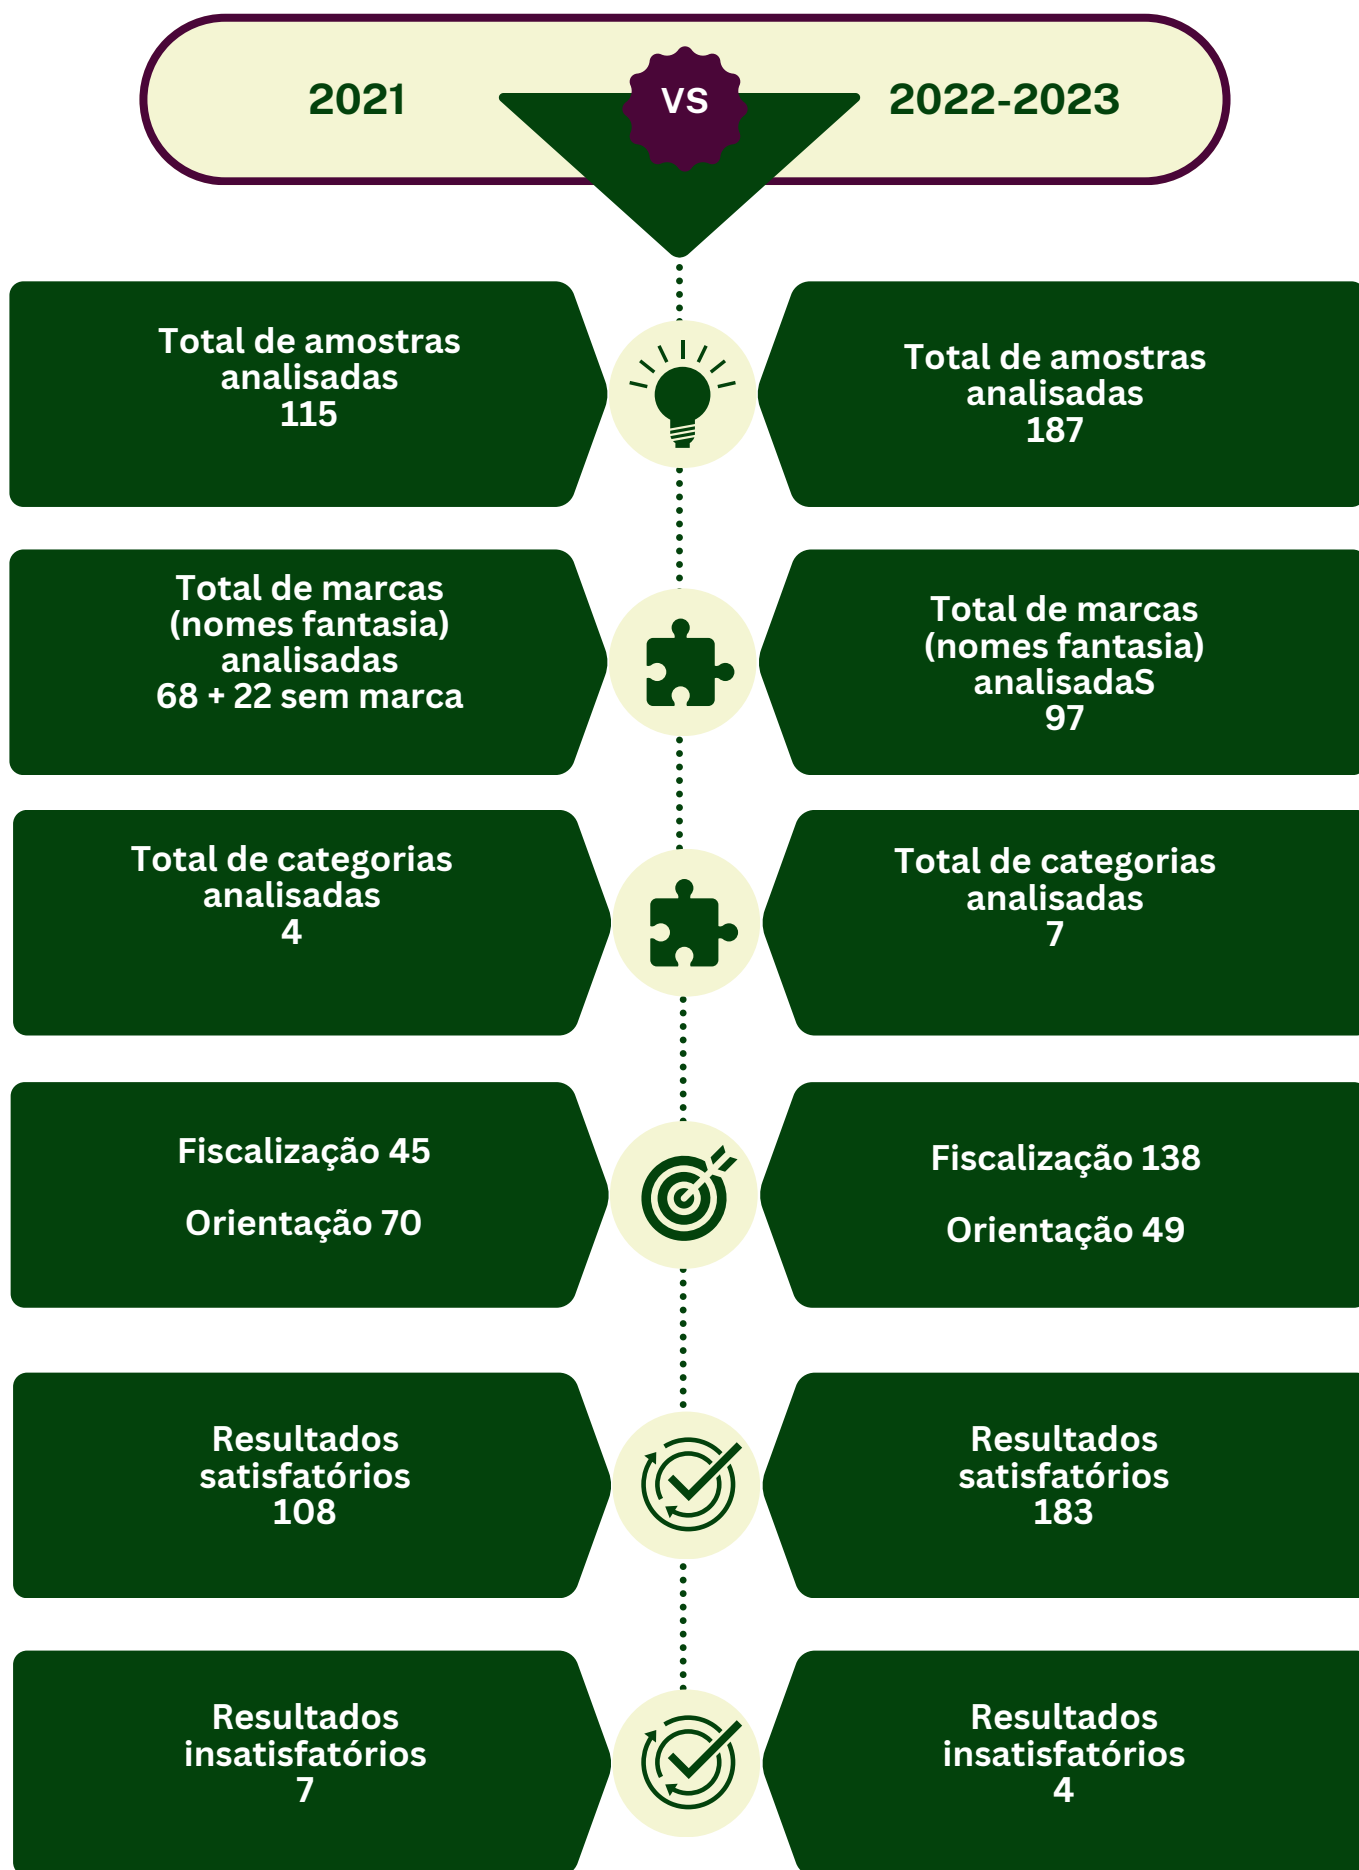 2021
VS
2022-2023
Total de amostras
analisadas
115
Total de amostras
analisadas
187
Total de marcas
(nomes fantasia)
analisadas
68 + 22 sem marca
Total de marcas
(nomes fantasia)
analisadaS
97
Total de categorias
analisadas
4
Total de categorias
analisadas
7
Fiscalização 45
Orientação 70
Fiscalização 138
Orientação 49
Resultados
satisfatórios
108
Resultados
satisfatórios
183
Resultados
insatisfatórios
7
Resultados
insatisfatórios
4